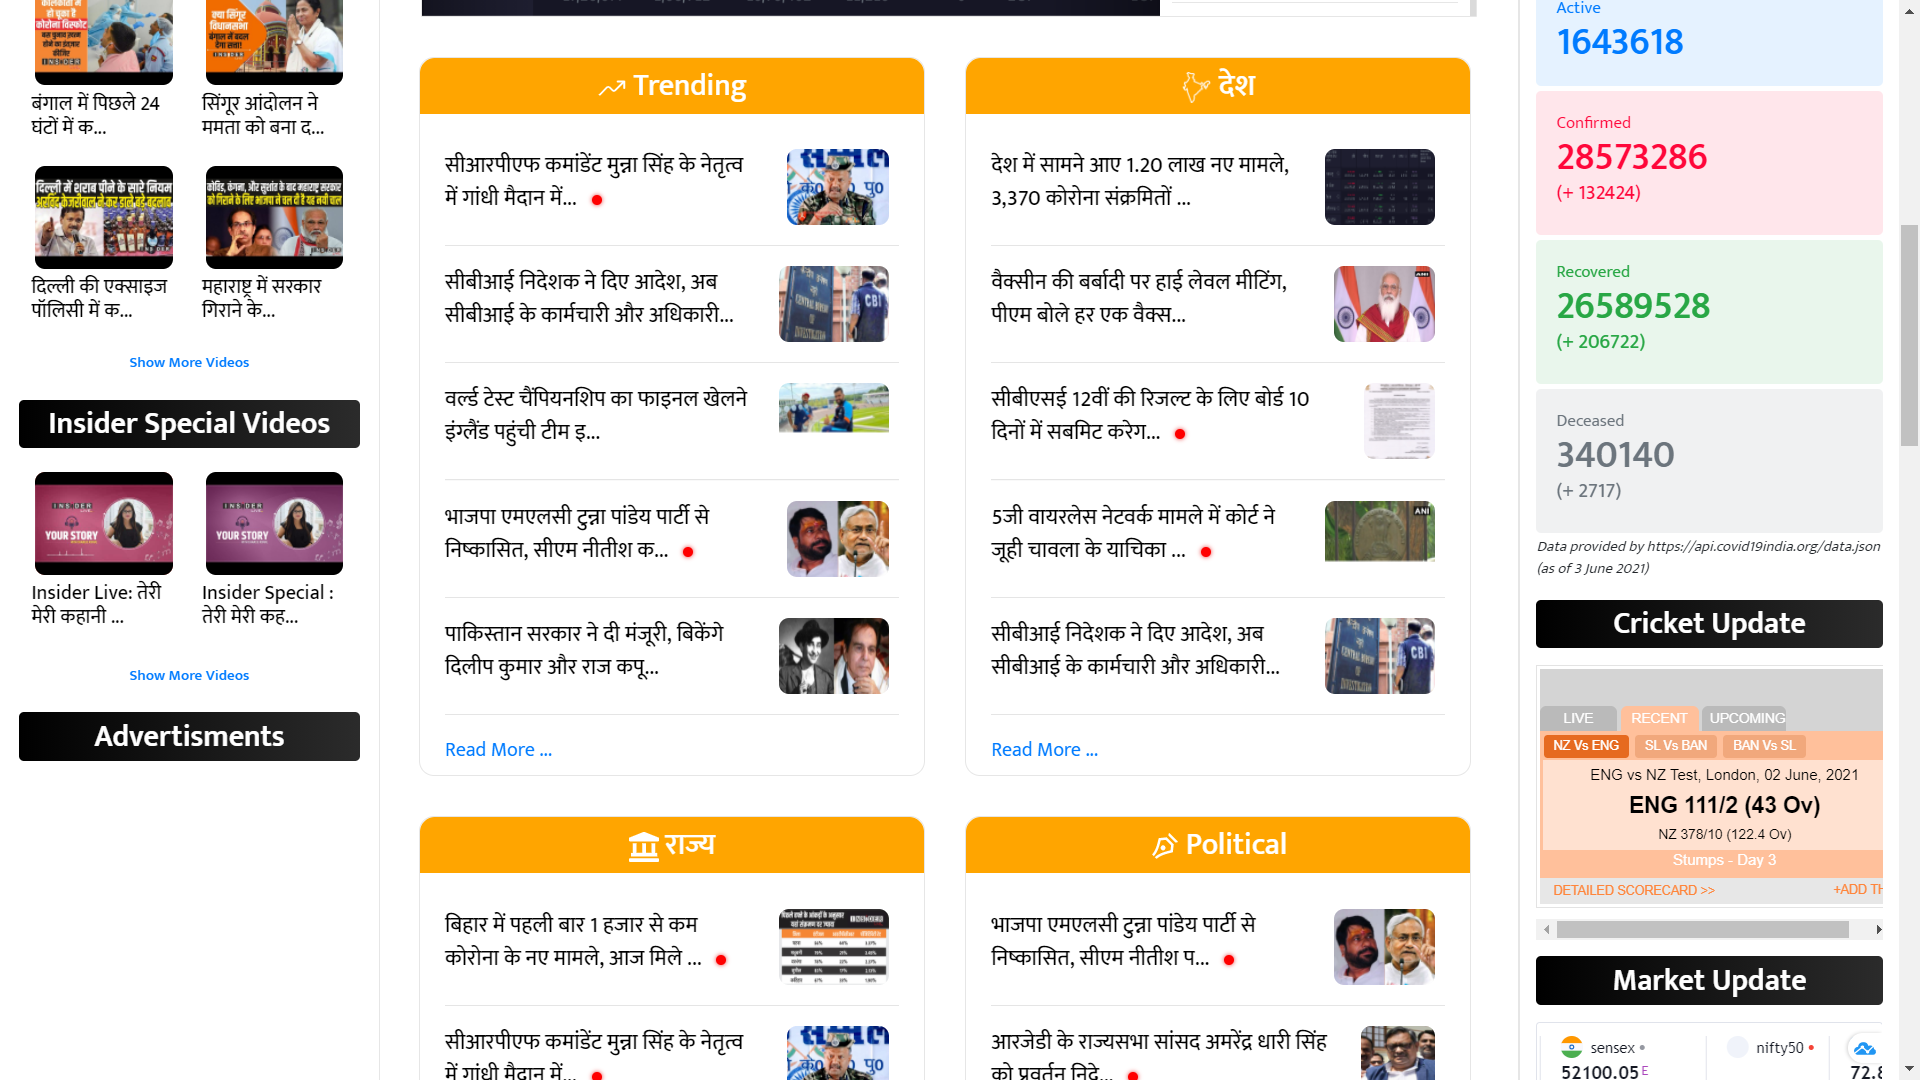 बंगाल में पिछले 24
घंटों में क...
सिंगूर आंदोलन ने
ममता को बना द...
दिल्ली की एक्साइज
पॉलिसी में क...
महाराष्ट्र में सरकार
गिराने के...
Show More Videos
Insider Special Videos
Insider Live: तेरी
मेरी कहानी ...
Insider Special :
तेरी मेरी कह...
Show More Videos
Advertisments
Trending
सीआरपीएफ कमांडेंट मुन्ना सिंह के नेतृत्व
में गांधी मैदान में...
सीबीआई निदेशक ने दिए आदेश, अब
सीबीआई के कार्मचारी और अधिकारी...
वर्ल्ड टेस्ट चैंपियनशिप का फाइनल खेलने
इंग्लैंड पहुंची टीम इ...
भाजपा एमएलसी टुन्ना पांडेय पार्टी से
निष्कासित, सीएम नीतीश क...
पाकिस्तान सरकार ने दी मंजूरी, बिकेंगे
दिलीप कुमार और राज कपू...
Read More ...
देश
देश में सामने आए 1.20 लाख नए मामले,
3,370 कोरोना संक्रमितों ...
वैक्सीन की बर्बादी पर हाई लेवल मीटिंग,
पीएम बोले हर एक वैक्स...
सीबीएसई 12वीं की रिजल्ट के लिए बोर्ड 10
दिनों में सबमिट करेग...
5जी वायरलेस नेटवर्क मामले में कोर्ट ने
जूही चावला के याचिका ...
सीबीआई निदेशक ने दिए आदेश, अब
सीबीआई के कार्मचारी और अधिकारी...
Read More ...
राज्य
बिहार में पहली बार 1 हजार से कम
कोरोना के नए मामले, आज मिले ...
सीआरपीएफ कमांडेंट मुन्ना सिंह के नेतृत्व
में गांधी मैदान में...
Political
भाजपा एमएलसी टुन्ना पांडेय पार्टी से
निष्कासित, सीएम नीतीश प...
आरजेडी के राज्यसभा सांसद अमरेंद्र धारी सिंह
को प्रवर्तन निदे...
Active
1643618
Confirmed
28573286
(+ 132424)
Recovered
26589528
(+ 206722)
Deceased
340140
(+ 2717)
Data provided by https://api.covid19india.org/data.json
(as of 3 June 2021)
Cricket Update
LIVE RECENT UPCOMING
NZ Vs ENG SL Vs BAN BAN Vs SL
ENG vs NZ Test, London, 02 June, 2021
ENG 111/2 (43 Ov)
NZ 378/10 (122.4 Ov)
Stumps - Day 3
DETAILED SCORECARD >> +ADD TH
Market Update
sensex nifty50
52100.05 E 72.8